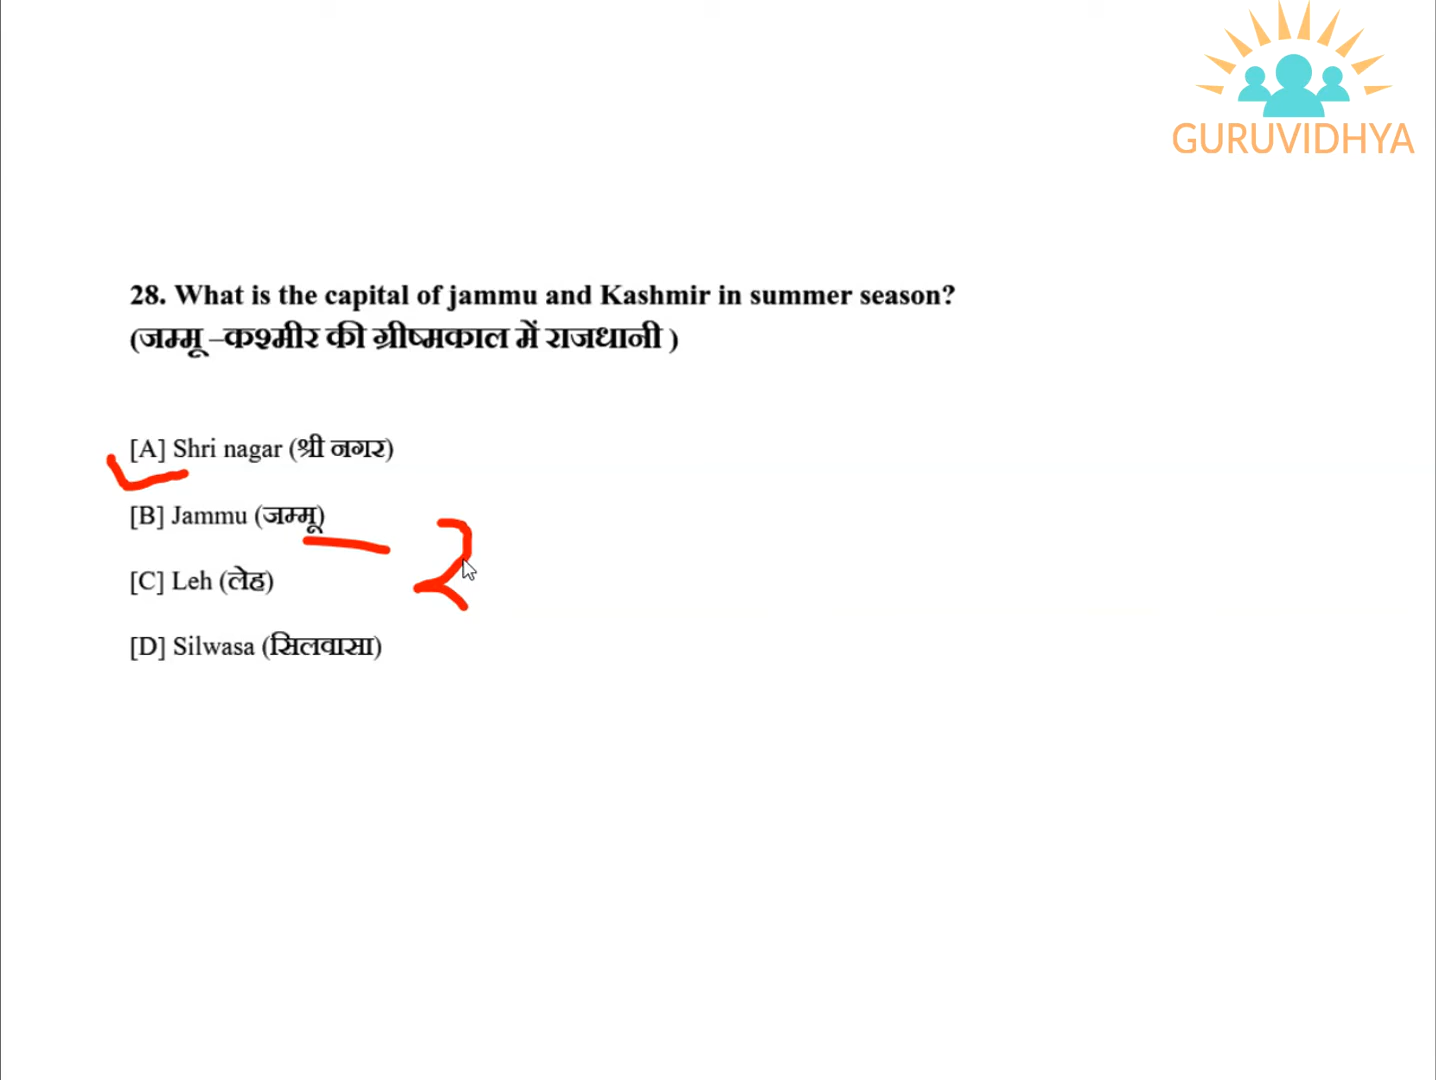 GURUVIDHYA
28. What is the capital of jammu and Kashmir in summer season?
(जम्मू –कश्मीर की ग्रीष्मकाल में राजधानी )
[A] Shri nagar (श्री नगर)
[B] Jammu (जम्मू)
[C] Leh (लेह)
[D] Silwasa (सिलवासा)